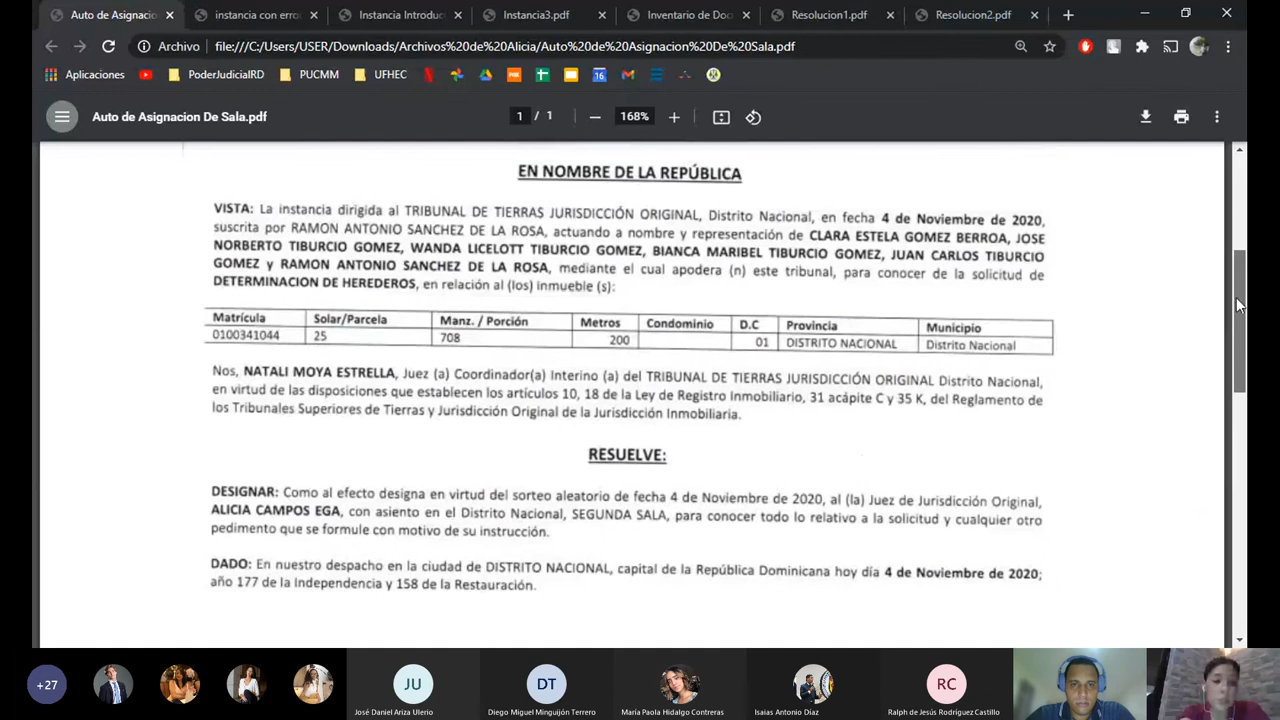 Auto de Asignacio
instancia con erro
Instancia Introduc
Instancia3.pdf
Inventario de Doc
Resolucion1.pdf
Resolucion2.pdf
Archivo
file:///C:/Users/USER/Downloads/Archivos%20de%20Alicia/Auto%20de%20Asignacion%20De%20Sala.pdf
Aplicaciones
PoderJudicialRD
PUCMM
UFHEC
Auto de Asignacion De Sala.pdf
1 / 1
168%
EN NOMBRE DE LA REPÚBLICA
VISTA: La instancia dirigida al TRIBUNAL DE TIERRAS JURISDICCIÓN ORIGINAL, Distrito Nacional, en fecha 4 de Noviembre de 2020,
suscrita por RAMON ANTONIO SANCHEZ DE LA ROSA, actuando a nombre y representación de CLARA ESTELA GOMEZ BERROA, JOSE
NORBERTO TIBURCIO GOMEZ, WANDA LICELOTT TIBURCIO GOMEZ, BIANCA MARIBEL TIBURCIO GOMEZ, JUAN CARLOS TIBURCIO
GOMEZ y RAMON ANTONIO SANCHEZ DE LA ROSA, mediante el cual apodera (n) este tribunal, para conocer de la solicitud de
DETERMINACION DE HEREDEROS, en relación al (los) inmueble (s):
Matrícula Solar/Parcela Manz. / Porción Metros Condominio D.C Provincia Municipio
0100341044 25 708 200 01 DISTRITO NACIONAL Distrito Nacional
Nos, NATALI MOYA ESTRELLA, Juez (a) Coordinador(a) Interino (a) del TRIBUNAL DE TIERRAS JURISDICCIÓN ORIGINAL Distrito Nacional,
en virtud de las disposiciones que establecen los artículos 10, 18 de la Ley de Registro Inmobiliario, 31 acápite C y 35 K, del Reglamento de
los Tribunales Superiores de Tierras y Jurisdicción Original de la Jurisdicción Inmobiliaria.
RESUELVE:
DESIGNAR: Como al efecto designa en virtud del sorteo aleatorio de fecha 4 de Noviembre de 2020, al (la) Juez de Jurisdicción Original,
ALICIA CAMPOS EGA, con asiento en el Distrito Nacional, SEGUNDA SALA, para conocer todo lo relativo a la solicitud y cualquier otro
pedimento que se formule con motivo de su instrucción.
DADO: En nuestro despacho en la ciudad de DISTRITO NACIONAL, capital de la República Dominicana hoy día 4 de Noviembre de 2020;
año 177 de la Independencia y 158 de la Restauración.
+27
JU
DT
RC
José Daniel Ariza Ulerio
Diego Miguel Minguijón Terrero
María Paola Hidalgo Contreras
Isaias Antonio Díaz
Ralph de Jesús Rodríguez Castillo